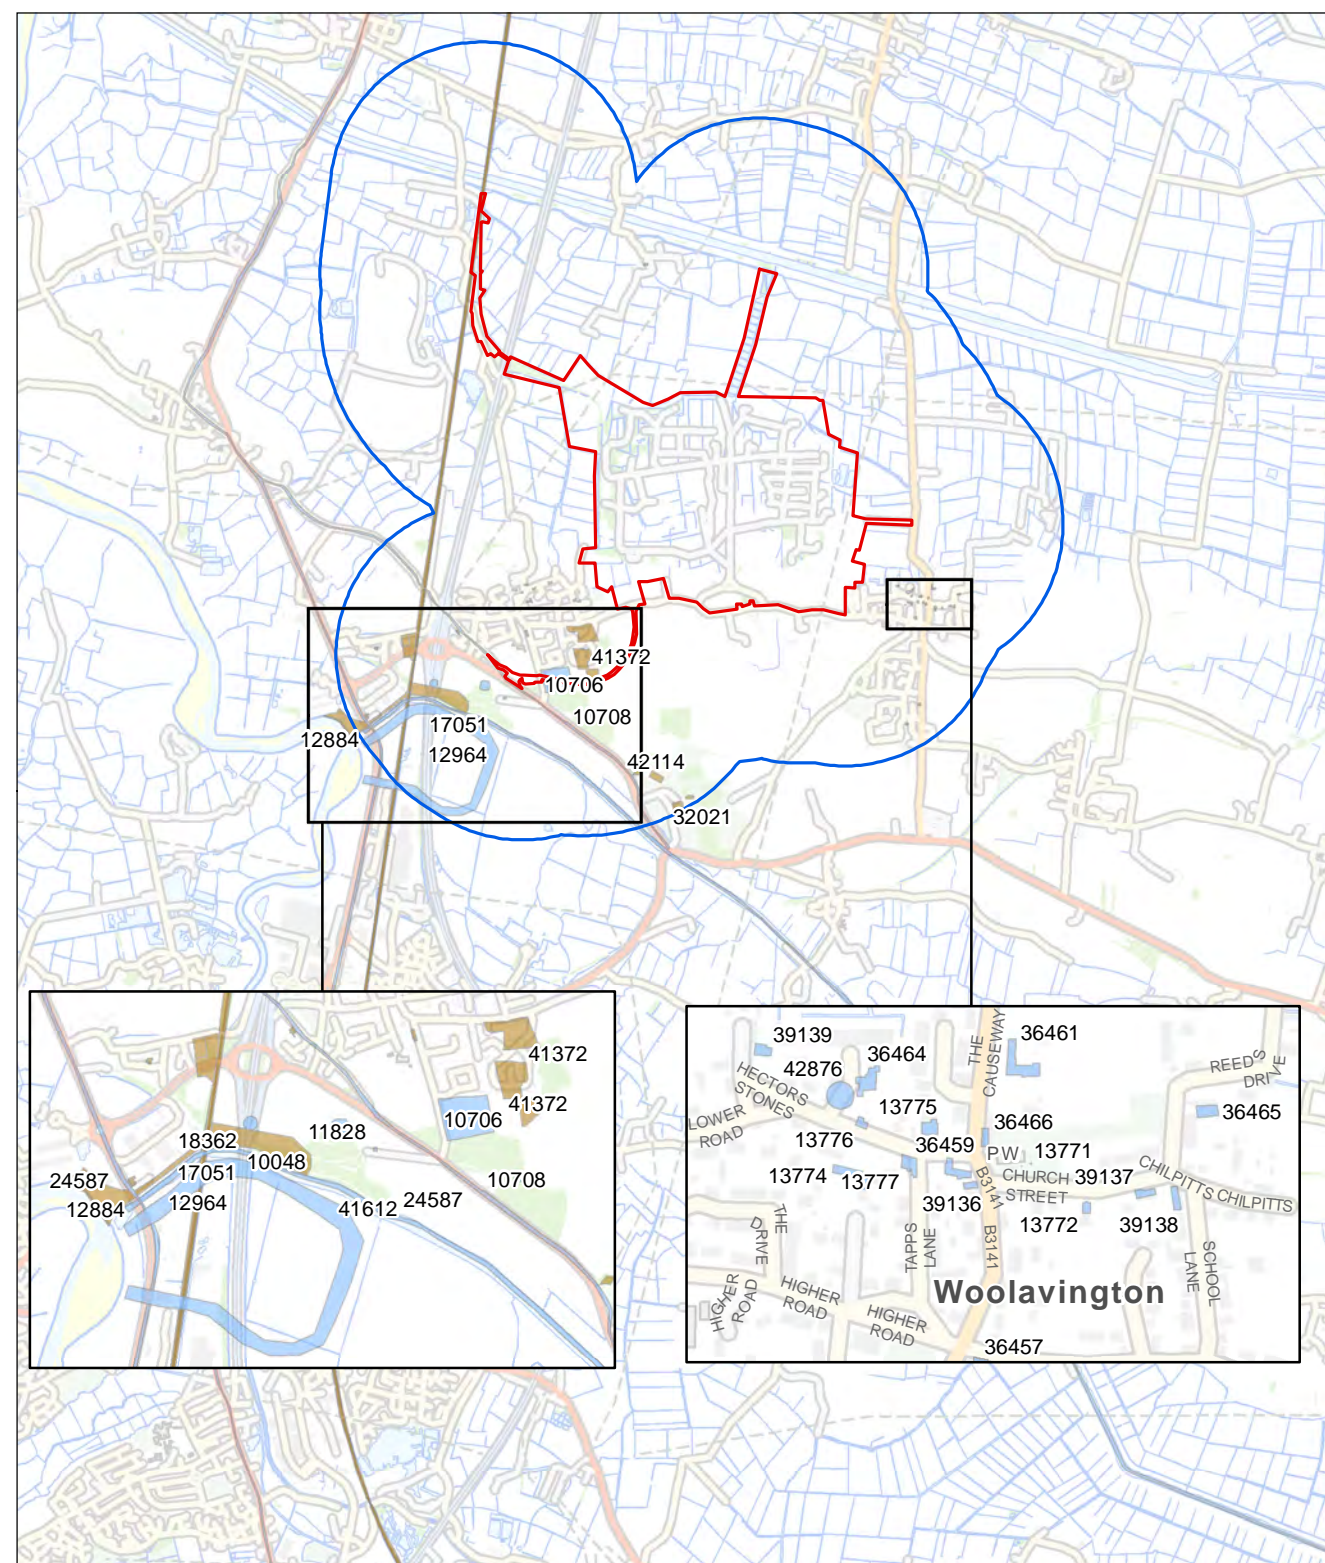 41372
10706
10708
17051
12884
12964
42114
32021
41372
41372
10706
11828
18362
10048
10708
24587
17051
12884
12964
41612
24587
39139
36461
THE
CAUSEWAY
42876
36464
REEDS
DRIVE
HECTORS
STONES
13775
36465
LOWER
ROAD
36466
13776
36459
PW
13771
13774
13777
CHURCH
STREET
39137
CHILPITTS
CHILPITTS
39136
B3141
13772
39138
THE
DRIVE
TAPPS
LANE
B3141
SCHOOL
LANE
HIGHER
ROAD
HIGHER
ROAD
Woolavington
HIGHER
ROAD
36457